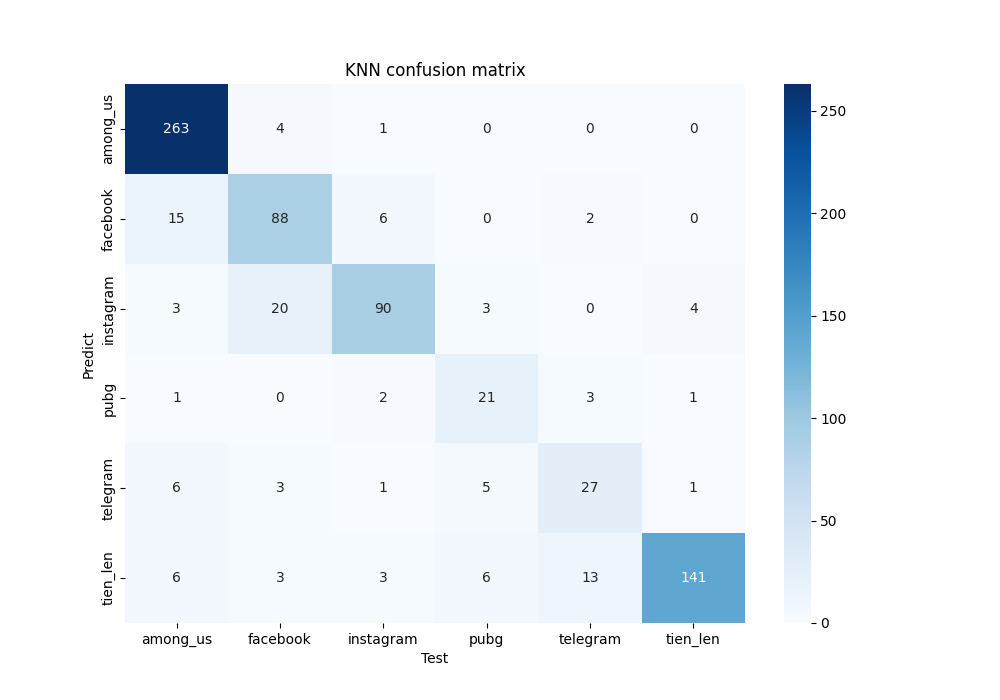 KNN confusion matrix
among_us 263 4 1 0 0 0
facebook 15 88 6 0 2 0
instagram 3 20 90 3 0 4
pubg 1 0 2 21 3 1
telegram 6 3 1 5 27 1
tien_len 6 3 3 6 13 141
among_us facebook instagram pubg telegram tien_len
Predict
Test
250
200
150
100
50
0